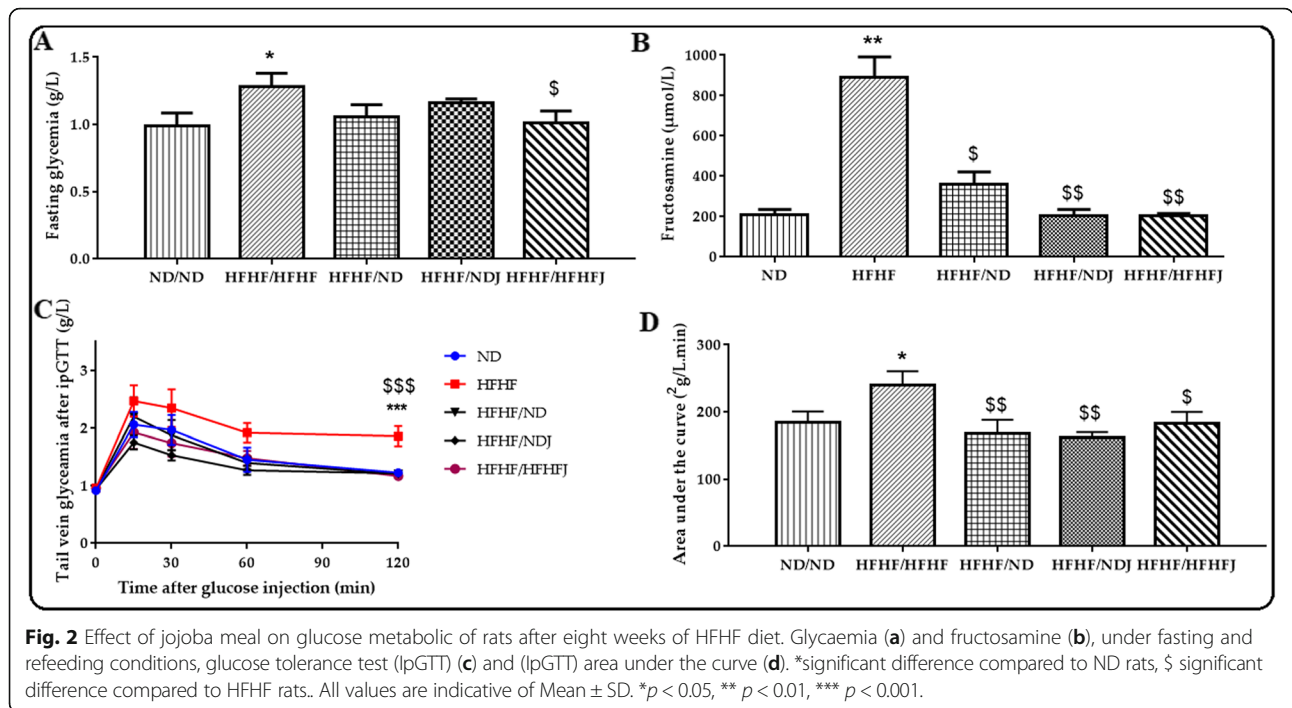 A
Fasting glycemia (g/L)
1.5
1.0
0.5
0.0
*
$
ND/ND HFHF/HFHF HFHF/ND HFHF/NDJ HFHF/HFHFJ
B
Fructosamine (µmol/L)
1000
800
600
400
200
0
**
$
$$
$$
ND HFHF HFHF/ND HFHF/NDJ HFHF/HFHFJ
C
Tail vein glyceamia after ipGTT (g/L)
3
2
1
0
$$$
***
0 30 60 90 120
Time after glucose injection (min)
ND
HFHF
HFHF/ND
HFHF/NDJ
HFHF/HFHFJ
D
Area under the curve (²g/L.min)
300
200
100
0
*
$$
$$
$
ND/ND HFHF/HFHF HFHF/ND HFHF/NDJ HFHF/HFHFJ
Fig. 2 Effect of jojoba meal on glucose metabolic of rats after eight weeks of HFHF diet. Glycaemia (a) and fructosamine (b), under fasting and
refeeding conditions, glucose tolerance test (IpGTT) (c) and (IpGTT) area under the curve (d). *significant difference compared to ND rats, $ significant
difference compared to HFHF rats.. All values are indicative of Mean ± SD. *p < 0.05, ** p < 0.01, *** p < 0.001.